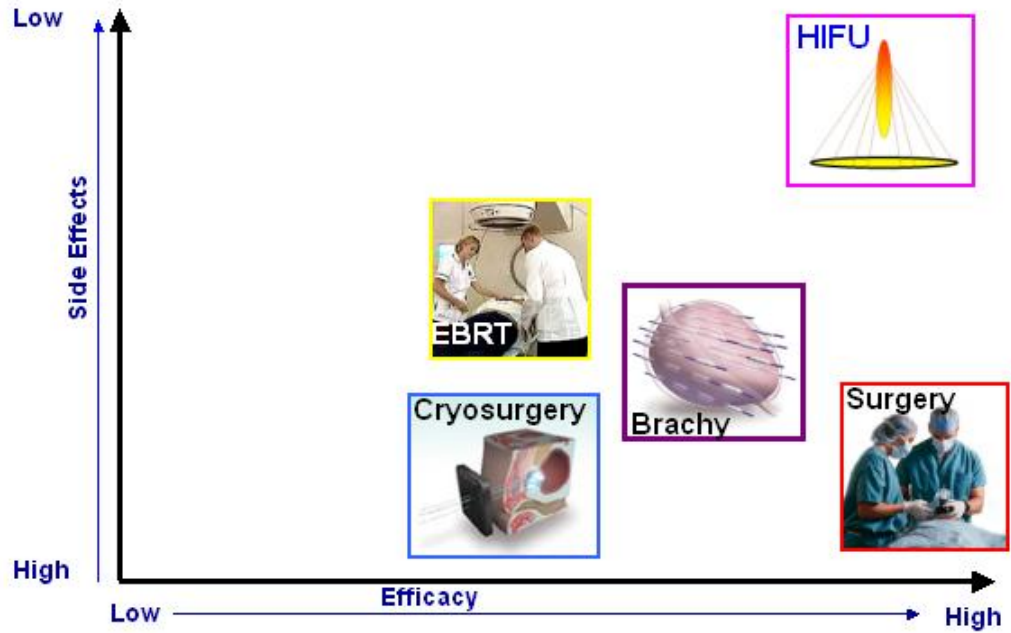 Low
HIFU
Side Effects
EBRT
Cryosurgery
Brachy
Surgery
High
Efficacy
Low
High